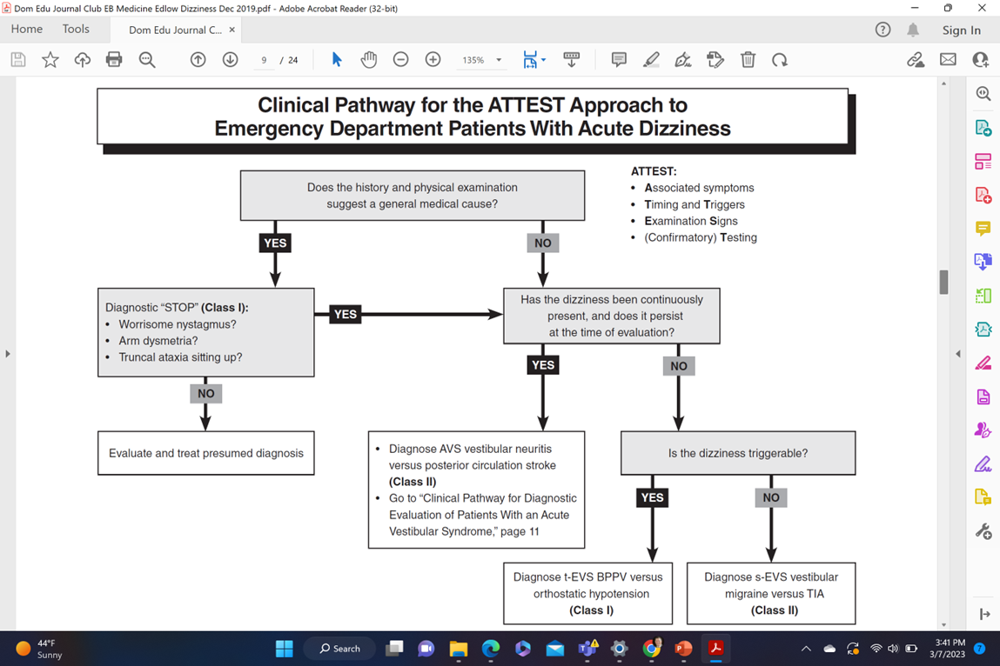 Dom Edu Journal Club EB Medicine Edlow Dizziness Dec 2019.pdf - Adobe Acrobat Reader (32-bit)
Home
Tools
Dom Edu Journal C... ×
Sign In
9 / 24
135%
Clinical Pathway for the ATTEST Approach to
Emergency Department Patients With Acute Dizziness
Does the history and physical examination
suggest a general medical cause?
ATTEST:
• Associated symptoms
• Timing and Triggers
• Examination Signs
• (Confirmatory) Testing
YES
NO
Diagnostic “STOP” (Class I):
• Worrisome nystagmus?
• Arm dysmetria?
• Truncal ataxia sitting up?
YES
Has the dizziness been continuously
present, and does it persist
at the time of evaluation?
NO
YES
NO
Evaluate and treat presumed diagnosis
• Diagnose AVS vestibular neuritis
versus posterior circulation stroke
(Class II)
• Go to “Clinical Pathway for Diagnostic
Evaluation of Patients With an Acute
Vestibular Syndrome,” page 11
Is the dizziness triggerable?
YES
NO
Diagnose t-EVS BPPV versus
orthostatic hypotension
(Class I)
Diagnose s-EVS vestibular
migraine versus TIA
(Class II)
44°F
Sunny
Search
3:41 PM
3/7/2023
7